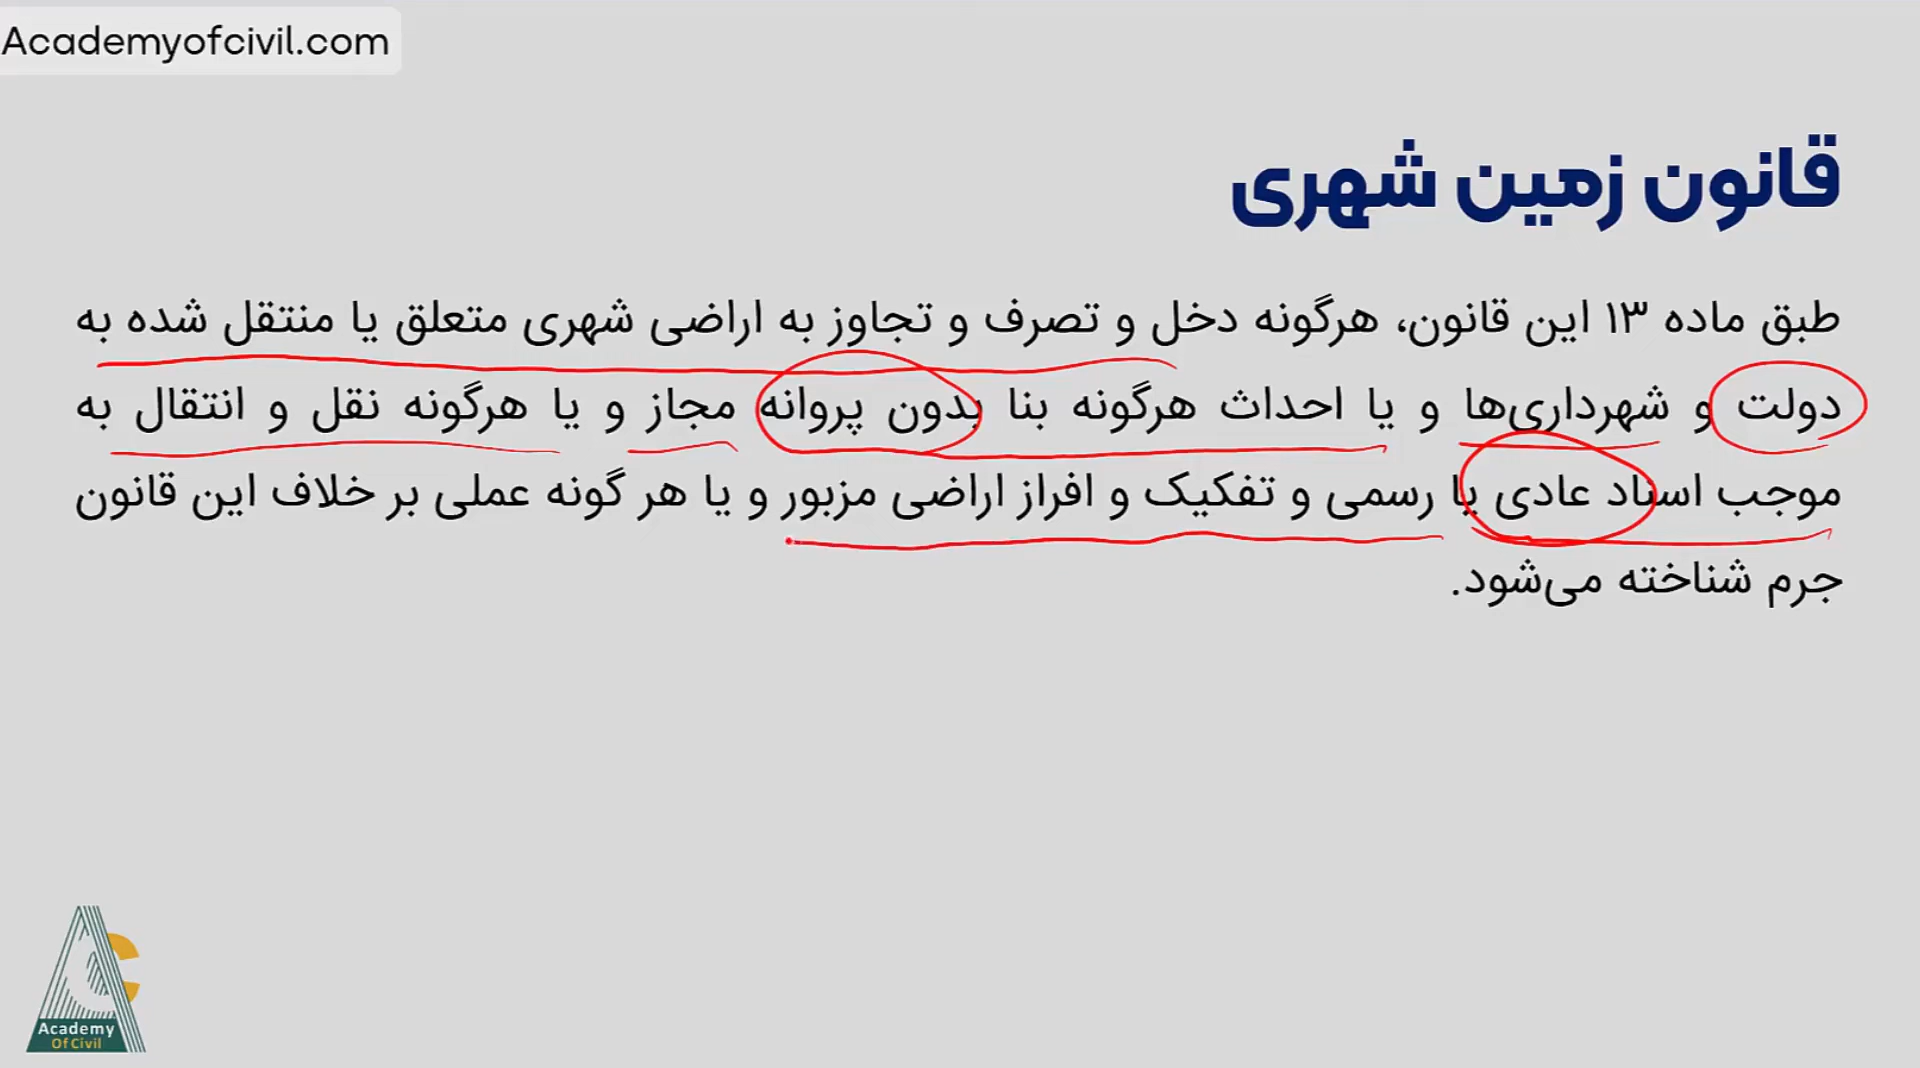 Academyofcivil.com
قانون زمین شهری
طبق ماده ۱۳ این قانون، هرگونه دخل و تصرف و تجاوز به اراضی شهری متعلق یا منتقل شده به
دولت و شهرداری‌ها و یا احداث هرگونه بنا بدون پروانه مجاز و یا هرگونه نقل و انتقال به
موجب اسناد عادی یا رسمی و تفکیک و افراز اراضی مزبور و یا هر گونه عملی بر خلاف این قانون
جرم شناخته می‌شود.
Academy
Of Civil